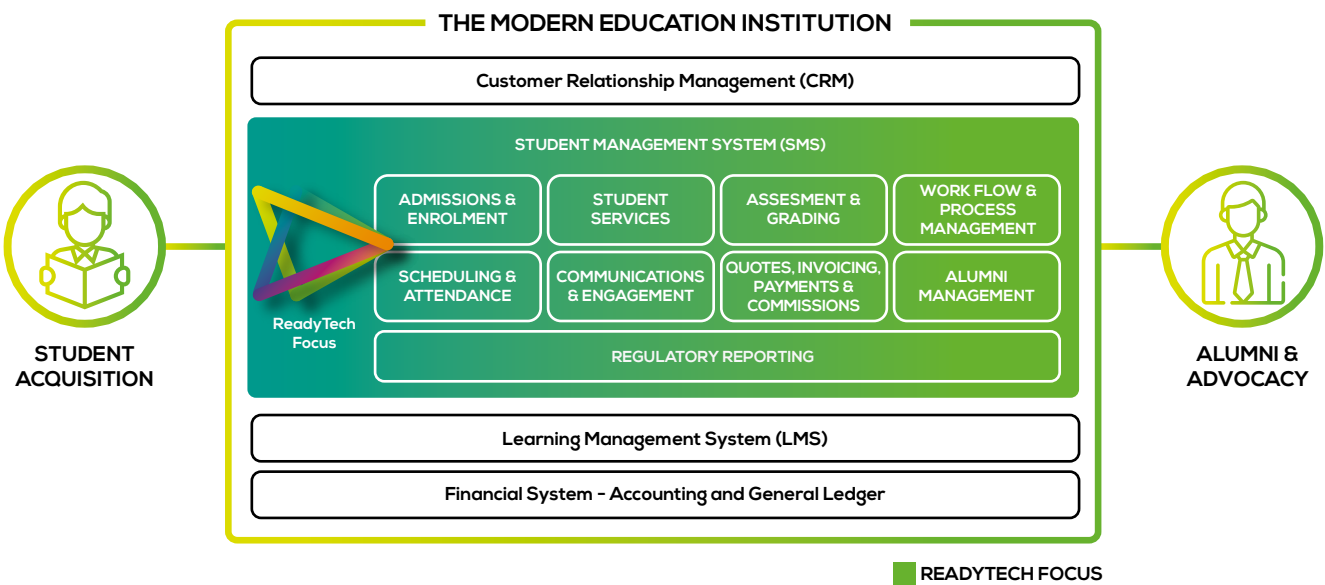 THE MODERN EDUCATION INSTITUTION
Customer Relationship Management (CRM)
STUDENT MANAGEMENT SYSTEM (SMS)
ADMISSIONS &
ENROLMENT
STUDENT
SERVICES
ASSESMENT &
GRADING
WORK FLOW &
PROCESS
MANAGEMENT
SCHEDULING &
ATTENDANCE
COMMUNICATIONS
& ENGAGEMENT
QUOTES, INVOICING,
PAYMENTS &
COMMISSIONS
ALUMNI
MANAGEMENT
ReadyTech
Focus
REGULATORY REPORTING
STUDENT
ACQUISITION
ALUMNI &
ADVOCACY
Learning Management System (LMS)
Financial System - Accounting and General Ledger
READYTECH FOCUS